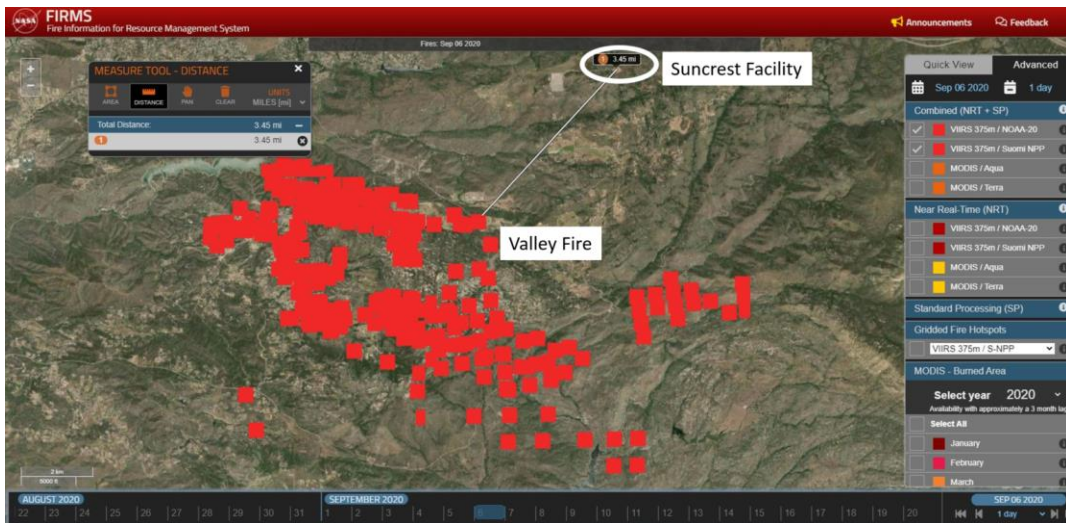 NASA
FIRMS
Fire Information for Resource Management System
Announcements
Feedback
Fires: Sep 06 2020
+
−
MEASURE TOOL - DISTANCE
×
AREA
DISTANCE
PAN
CLEAR
UNITS
MILES [mi]
Total Distance:
3.45 mi
1
3.45 mi
1 3.45 mi
Suncrest Facility
Valley Fire
Quick View
Advanced
Sep 06 2020
1 day
Combined (NRT + SP)
VIIRS 375m / NOAA-20
VIIRS 375m / Suomi NPP
MODIS / Aqua
MODIS / Terra
Near Real-Time (NRT)
VIIRS 375m / NOAA-20
VIIRS 375m / Suomi NPP
MODIS / Aqua
MODIS / Terra
Standard Processing (SP)
Gridded Fire Hotspots
VIIRS 375m / S-NPP
MODIS - Burned Area
Select year 2020
Availability with approximately a 3 month lag
Select All
January
February
March
2 km
5000 ft
AUGUST 2020
SEPTEMBER 2020
SEP 06 2020
22 23 24 25 26 27 28 29 30 31 1 2 3 4 5 6 7 8 9 10 11 12 13 14 15 16 17 18 19 20
1 day